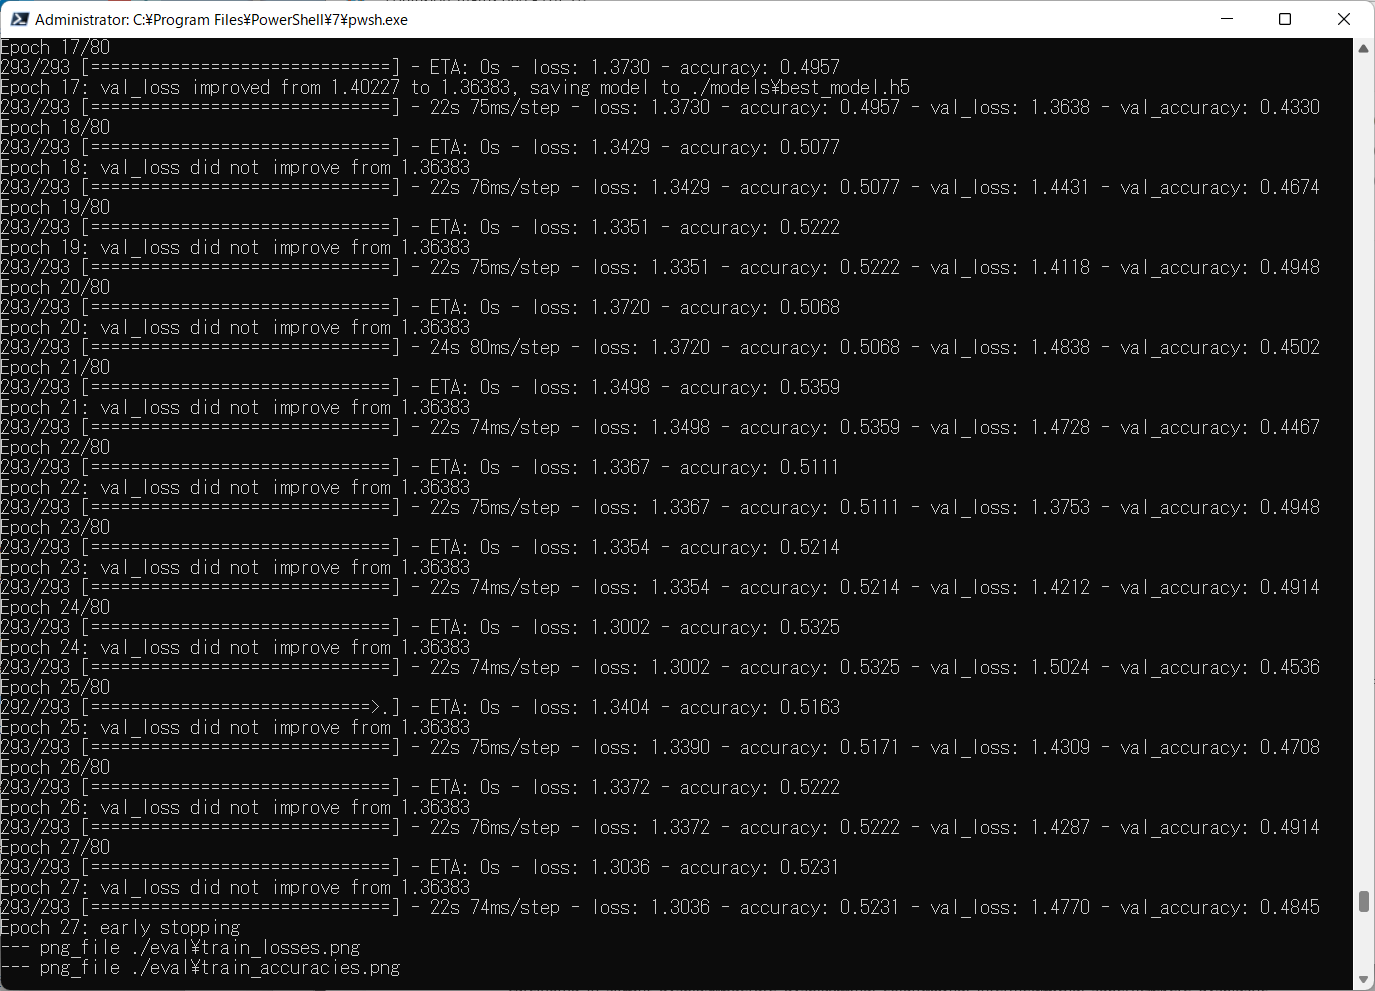 Administrator: C:¥Program Files¥PowerShell¥7¥pwsh.exe
Epoch 17/80
293/293 [==============================] - ETA: 0s - loss: 1.3730 - accuracy: 0.4957
Epoch 17: val_loss improved from 1.40227 to 1.36383, saving model to ./models¥best_model.h5
293/293 [==============================] - 22s 75ms/step - loss: 1.3730 - accuracy: 0.4957 - val_loss: 1.3638 - val_accuracy: 0.4330
Epoch 18/80
293/293 [==============================] - ETA: 0s - loss: 1.3429 - accuracy: 0.5077
Epoch 18: val_loss did not improve from 1.36383
293/293 [==============================] - 22s 76ms/step - loss: 1.3429 - accuracy: 0.5077 - val_loss: 1.4431 - val_accuracy: 0.4674
Epoch 19/80
293/293 [==============================] - ETA: 0s - loss: 1.3351 - accuracy: 0.5222
Epoch 19: val_loss did not improve from 1.36383
293/293 [==============================] - 22s 75ms/step - loss: 1.3351 - accuracy: 0.5222 - val_loss: 1.4118 - val_accuracy: 0.4948
Epoch 20/80
293/293 [==============================] - ETA: 0s - loss: 1.3720 - accuracy: 0.5068
Epoch 20: val_loss did not improve from 1.36383
293/293 [==============================] - 24s 80ms/step - loss: 1.3720 - accuracy: 0.5068 - val_loss: 1.4838 - val_accuracy: 0.4502
Epoch 21/80
293/293 [==============================] - ETA: 0s - loss: 1.3498 - accuracy: 0.5359
Epoch 21: val_loss did not improve from 1.36383
293/293 [==============================] - 22s 74ms/step - loss: 1.3498 - accuracy: 0.5359 - val_loss: 1.4728 - val_accuracy: 0.4467
Epoch 22/80
293/293 [==============================] - ETA: 0s - loss: 1.3367 - accuracy: 0.5111
Epoch 22: val_loss did not improve from 1.36383
293/293 [==============================] - 22s 75ms/step - loss: 1.3367 - accuracy: 0.5111 - val_loss: 1.3753 - val_accuracy: 0.4948
Epoch 23/80
293/293 [==============================] - ETA: 0s - loss: 1.3354 - accuracy: 0.5214
Epoch 23: val_loss did not improve from 1.36383
293/293 [==============================] - 22s 74ms/step - loss: 1.3354 - accuracy: 0.5214 - val_loss: 1.4212 - val_accuracy: 0.4914
Epoch 24/80
293/293 [==============================] - ETA: 0s - loss: 1.3002 - accuracy: 0.5325
Epoch 24: val_loss did not improve from 1.36383
293/293 [==============================] - 22s 74ms/step - loss: 1.3002 - accuracy: 0.5325 - val_loss: 1.5024 - val_accuracy: 0.4536
Epoch 25/80
292/293 [============================>.] - ETA: 0s - loss: 1.3404 - accuracy: 0.5163
Epoch 25: val_loss did not improve from 1.36383
293/293 [==============================] - 22s 75ms/step - loss: 1.3390 - accuracy: 0.5171 - val_loss: 1.4309 - val_accuracy: 0.4708
Epoch 26/80
293/293 [==============================] - ETA: 0s - loss: 1.3372 - accuracy: 0.5222
Epoch 26: val_loss did not improve from 1.36383
293/293 [==============================] - 22s 76ms/step - loss: 1.3372 - accuracy: 0.5222 - val_loss: 1.4287 - val_accuracy: 0.4914
Epoch 27/80
293/293 [==============================] - ETA: 0s - loss: 1.3036 - accuracy: 0.5231
Epoch 27: val_loss did not improve from 1.36383
293/293 [==============================] - 22s 74ms/step - loss: 1.3036 - accuracy: 0.5231 - val_loss: 1.4770 - val_accuracy: 0.4845
Epoch 27: early stopping
--- png_file ./eval¥train_losses.png
--- png_file ./eval¥train_accuracies.png